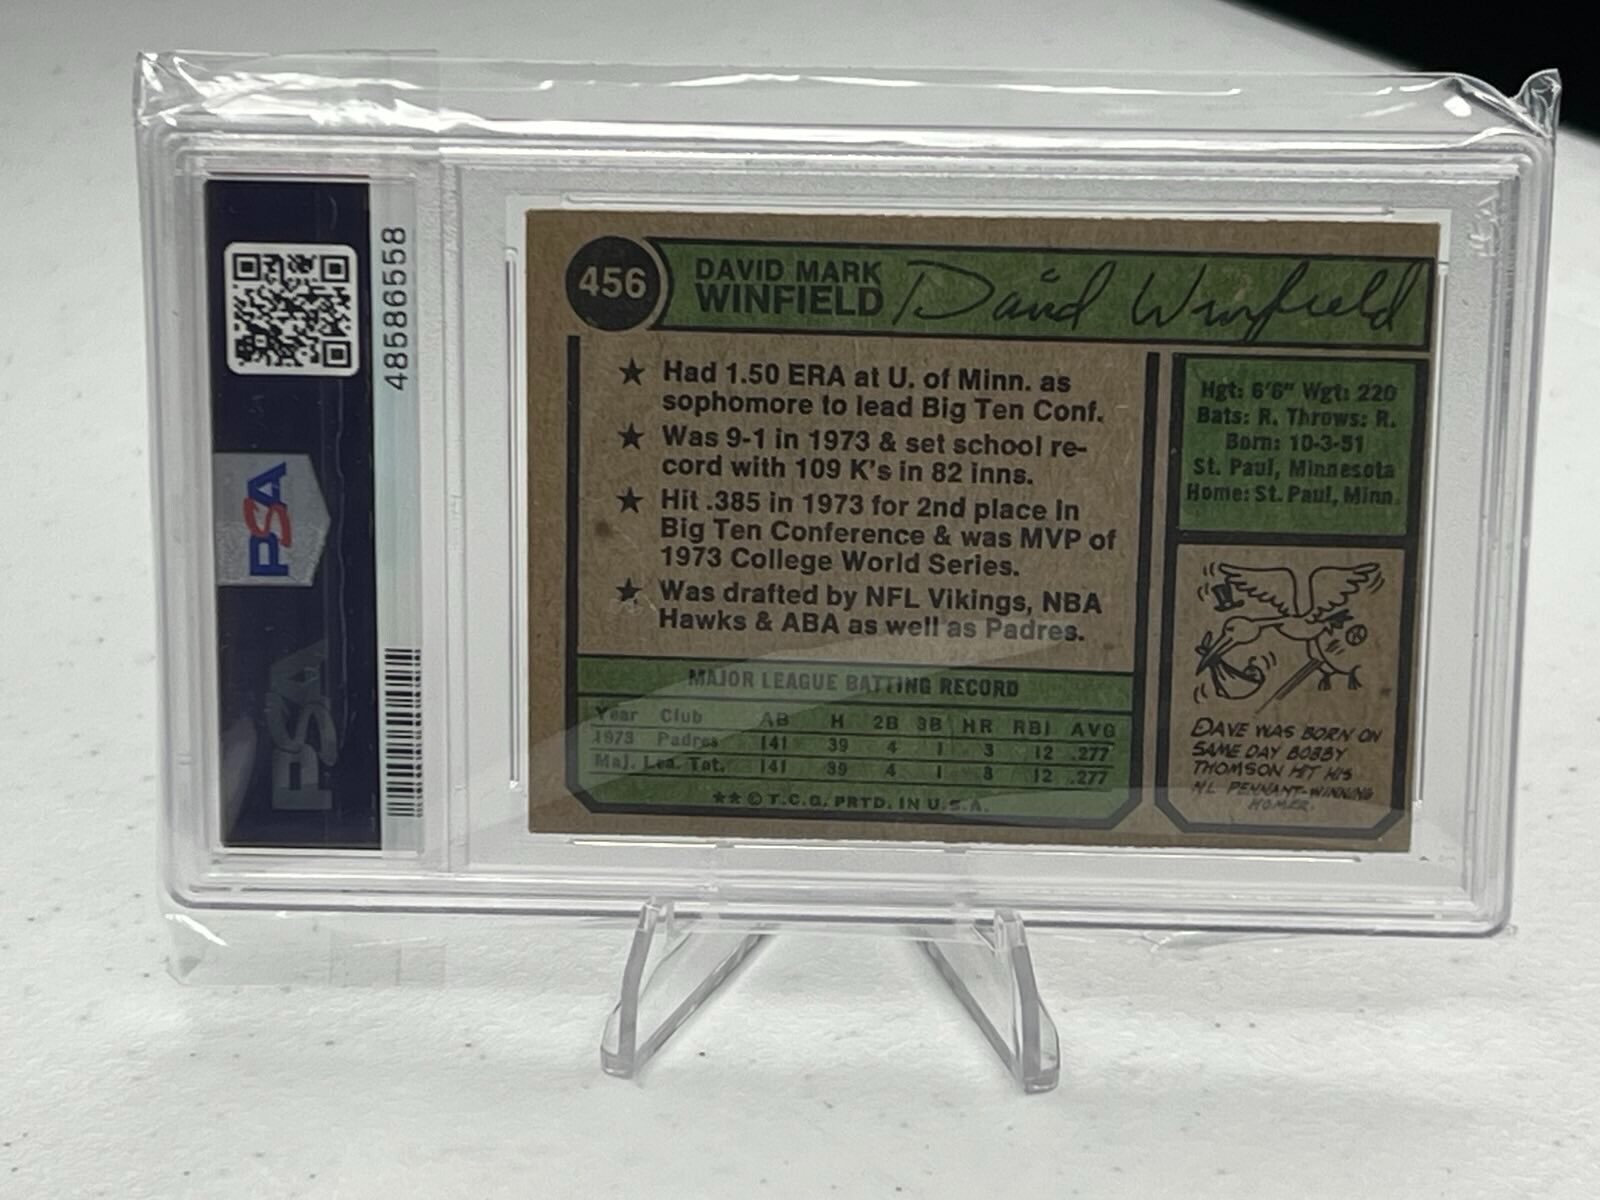 48586558
PSA
PSA
456
DAVID MARK
WINFIELD
David Winfield
★ Had 1.50 ERA at U. of Minn. as
sophomore to lead Big Ten Conf.
★ Was 9-1 in 1973 & set school re-
cord with 109 K's in 82 inns.
★ Hit .385 in 1973 for 2nd place in
Big Ten Conference & was MVP of
1973 College World Series.
★ Was drafted by NFL Vikings, NBA
Hawks & ABA as well as Padres.
MAJOR LEAGUE BATTING RECORD
Year Club AB H 2B 3B HR RBI AVG
1973 Padres 141 39 4 1 3 12 .277
Maj. Lea. Tot. 141 39 4 1 3 12 .277
★★ © T.C.G. PRTD. IN U.S.A.
Hgt: 6'6" Wgt: 220
Bats: R. Throws: R.
Born: 10-3-51
St. Paul, Minnesota
Home: St. Paul, Minn.
DAVE WAS BORN ON
SAME DAY BOBBY
THOMSON HIT HIS
NL PENNANT-WINNING
HOMER.